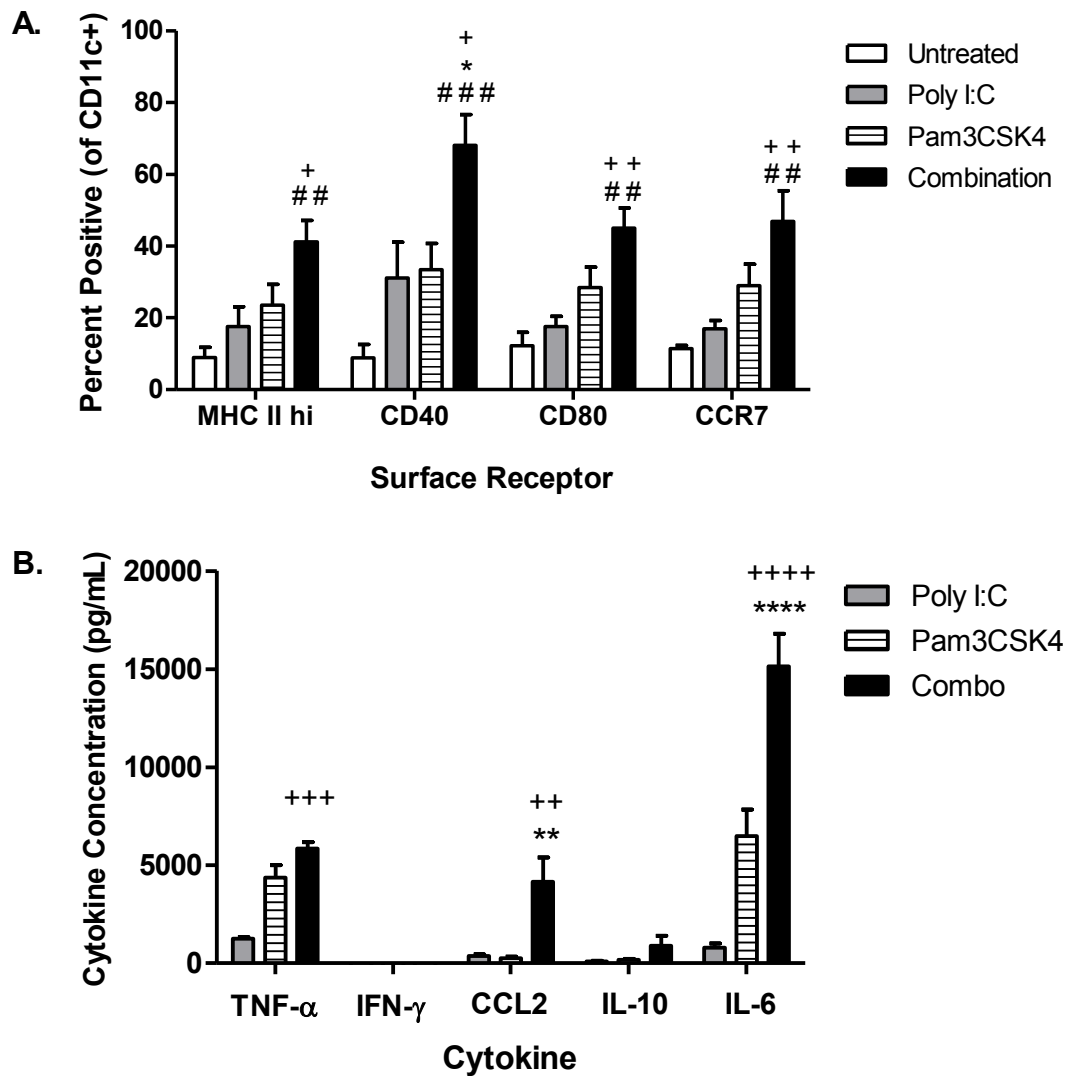 A.
Percent Positive (of CD11c+)
100
80
60
40
20
0
+
##
+
*
###
+ +
##
+ +
##
MHC II hi
CD40
CD80
CCR7
Surface Receptor
Untreated
Poly I:C
Pam3CSK4
Combination
B.
Cytokine Concentration (pg/mL)
20000
15000
10000
5000
0
+++
++
**
++++
****
TNF-α
IFN-γ
CCL2
IL-10
IL-6
Cytokine
Poly I:C
Pam3CSK4
Combo